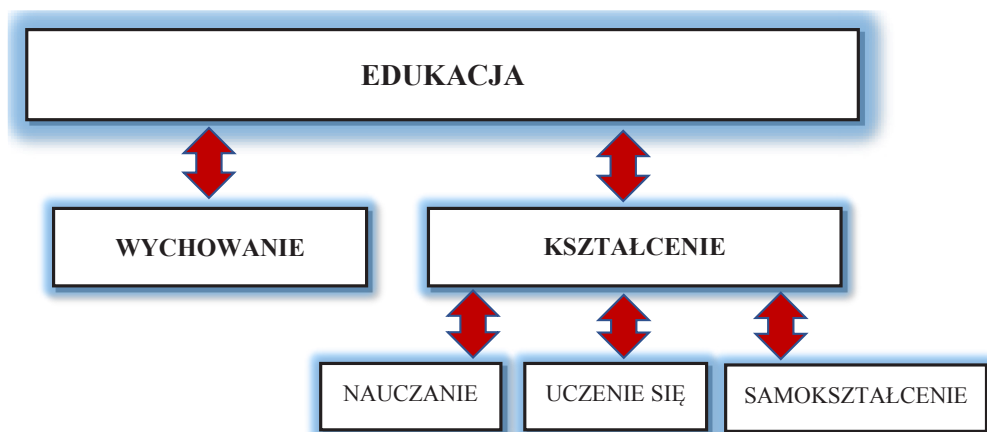 EDUKACJA
WYCHOWANIE
KSZTAŁCENIE
NAUCZANIE
UCZENIE SIĘ
SAMOKSZTAŁCENIE